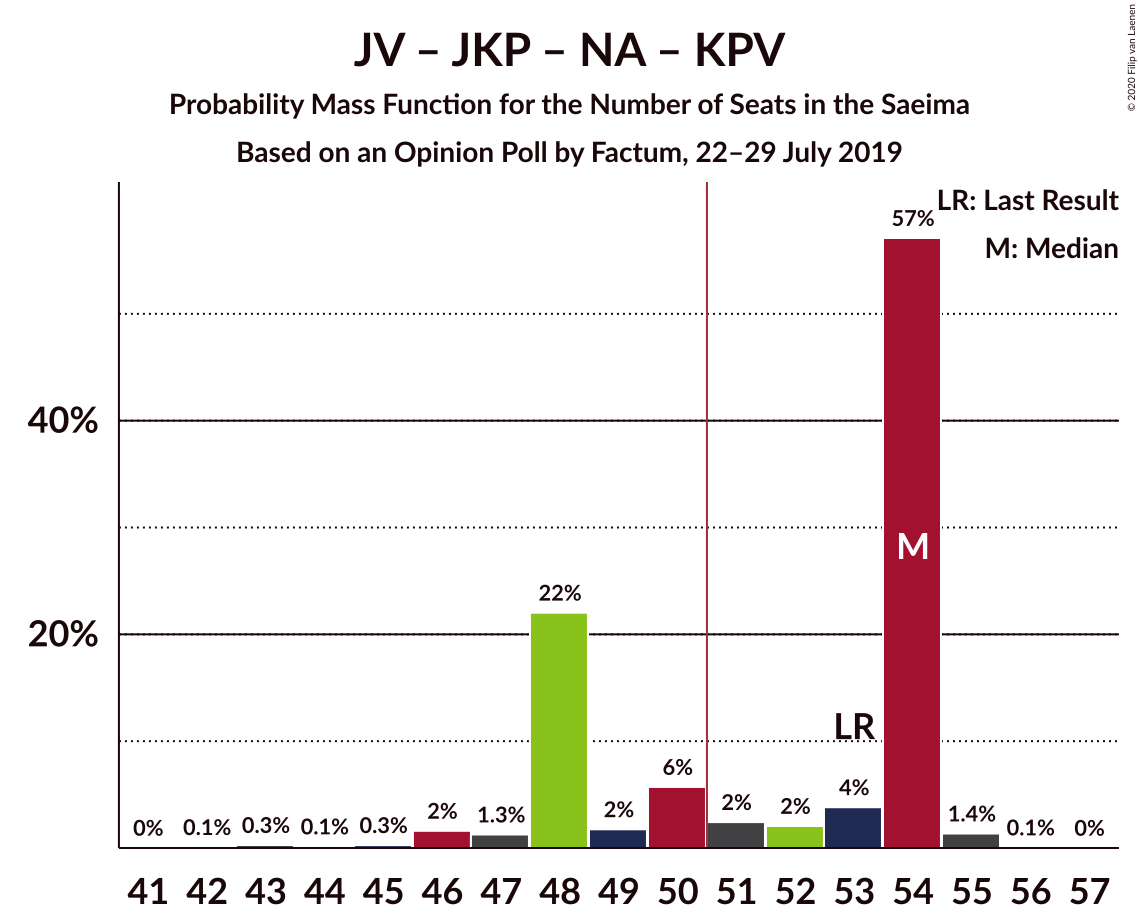 JV – JKP – NA – KPV
Probability Mass Function for the Number of Seats in the Saeima
Based on an Opinion Poll by Factum, 22–29 July 2019
© 2020 Filip van Laenen
LR: Last Result
M: Median
57%
40%
M
22%
20%
LR
6%
4%
2%
2%
2%
2%
1.3%
1.4%
0%
0.1%
0.3%
0.1%
0.3%
0.1%
0%
41 42 43 44 45 46 47 48 49 50 51 52 53 54 55 56 57